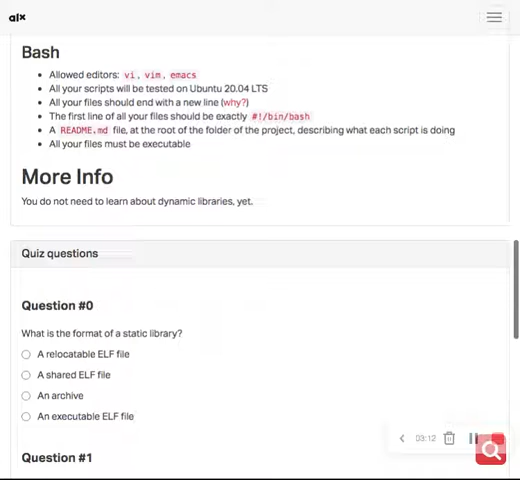 alx
Bash
Allowed editors: vi, vim, emacs
All your scripts will be tested on Ubuntu 20.04 LTS
All your files should end with a new line (why?)
The first line of all your files should be exactly #!/bin/bash
A README.md file, at the root of the folder of the project, describing what each script is doing
All your files must be executable
More Info
You do not need to learn about dynamic libraries, yet.
Quiz questions
Question #0
What is the format of a static library?
A relocatable ELF file
A shared ELF file
An archive
An executable ELF file
03:12
Question #1